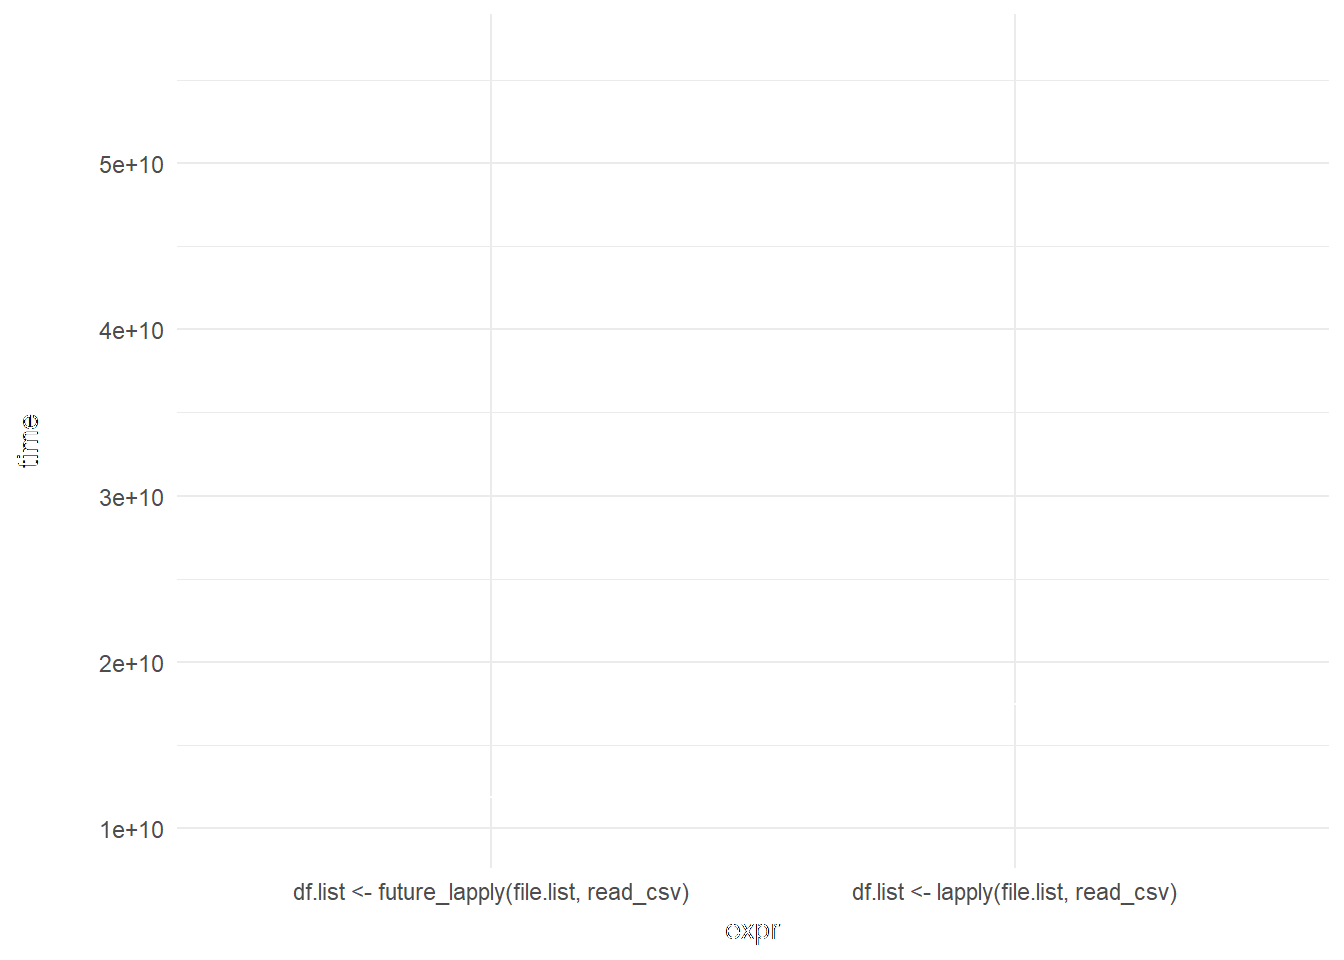 5e+10
4e+10
3e+10
2e+10
1e+10
time
df.list <- future_lapply(file.list, read_csv)
df.list <- lapply(file.list, read_csv)
expr